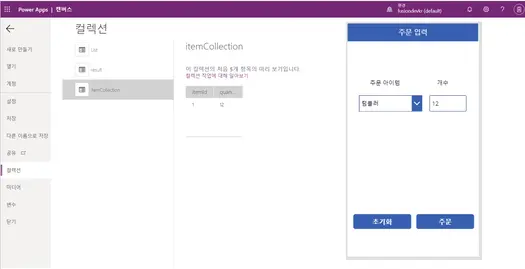 Power Apps | 캔버스
환경
(default)
새로 만들기
열기
계정
설정
저장
다른 이름으로 저장
공유
컬렉션
미디어
변수
닫기
컬렉션
List
result
itemCollection
itemCollection
이 컬렉션의 처음 5개 항목의 미리 보기입니다
컬렉션 작업에 대해 알아보기
itemId quan...
1 12
주문 입력
주문 아이템 개수
텀블러 12
초기화 주문